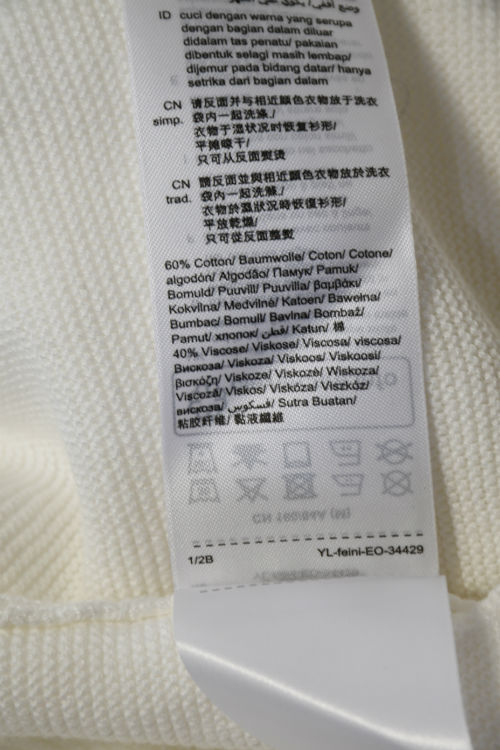 ID cuci dengan warna yang serupa
dengan bagian dalam diluar
didalam tas penatu/ pakaian
dibentuk selagi masih lembap/
dijemur pada bidang datar/ hanya
setrika dari bagian dalam
CN simp. 请反面并与相近颜色衣物放于洗衣
袋内一起洗涤./
衣物于湿状况时恢复衫形/
平摊晾干/
只可从反面熨烫
CN trad. 請反面並與相近顏色衣物放於洗衣
袋內一起洗滌./
衣物於濕狀況時恢復衫形/
平放乾燥/
只可從反面整熨
60% Cotton/ Baumwolle/ Coton/ Cotone/
algodón/ Algodão/ Памук/ Pamuk/
Bomuld/ Puuvill/ Puuvilla/ βαμβάκι/
Kokvilna/ Medvilnė/ Katoen/ Bawełna/
Bumbac/ Bomull/ Bavlna/ Bombaž/
Pamut/ хлопок/ قطن/ Katun/ 棉
40% Viscose/ Viskose/ Viscosa/ viscosa/
Вискоза/ Viskoza/ Viskoos/ Viskoosi/
βισκόζη/ Viskoze/ Viskozė/ Wiskoza/
Viscoză/ Viskos/ Viskóza/ Viszkóz/
вискоза/ فسكوس/ Sutra Buatan/
粘胶纤维/ 黏液纖維
1/2B YL-feini-EO-34429